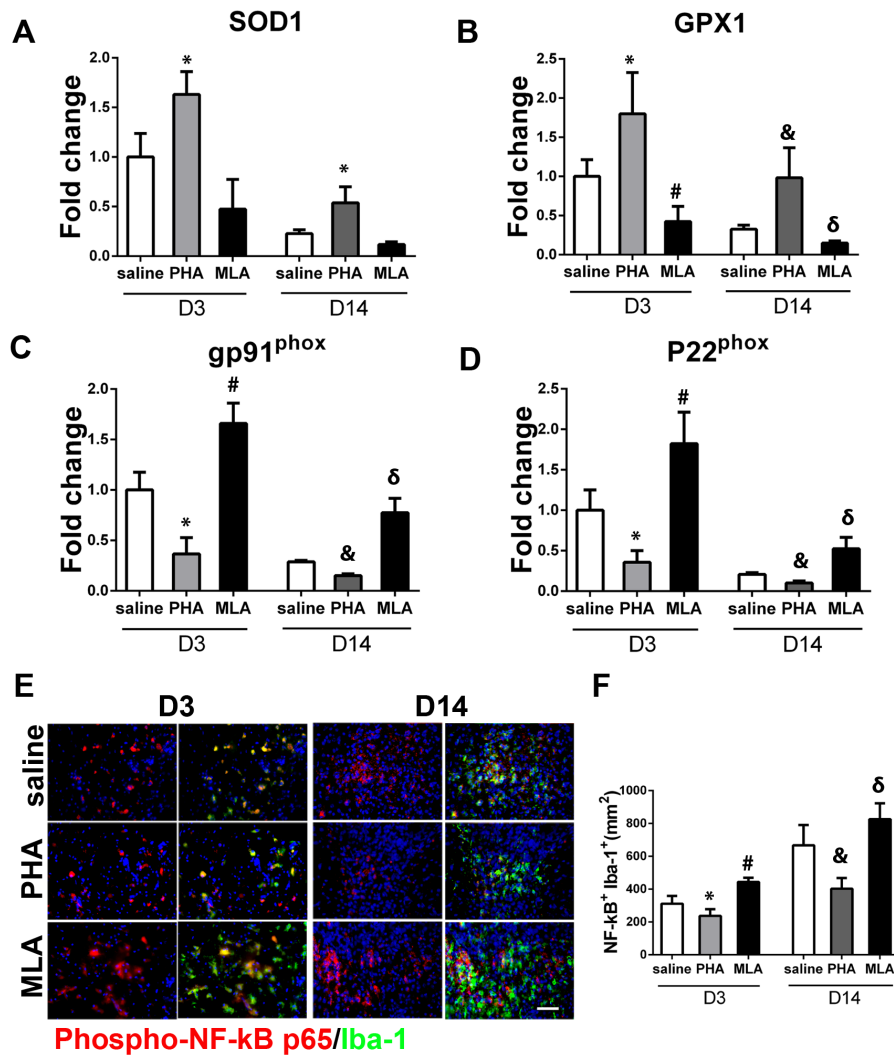 A
SOD1
Fold change
2.0
1.5
1.0
0.5
0.0
*
*
saline PHA MLA saline PHA MLA
D3 D14
B
GPX1
Fold change
2.5
2.0
1.5
1.0
0.5
0.0
*
#
&
δ
saline PHA MLA saline PHA MLA
D3 D14
C
gp91phox
Fold change
2.0
1.5
1.0
0.5
0.0
*
#
&
δ
saline PHA MLA saline PHA MLA
D3 D14
D
P22phox
Fold change
2.5
2.0
1.5
1.0
0.5
0.0
*
#
&
δ
saline PHA MLA saline PHA MLA
D3 D14
E
D3 D14
saline
PHA
MLA
Phospho-NF-kB p65/Iba-1
F
NF-kB+ Iba-1+(mm2)
1000
800
600
400
200
0
*
#
&
δ
saline PHA MLA saline PHA MLA
D3 D14